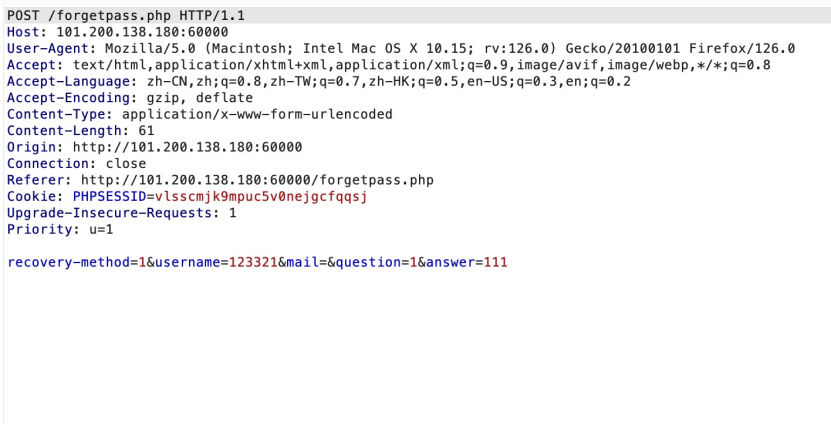 POST /forgetpass.php HTTP/1.1
Host: 101.200.138.180:60000
User-Agent: Mozilla/5.0 (Macintosh; Intel Mac OS X 10.15; rv:126.0) Gecko/20100101 Firefox/126.0
Accept: text/html,application/xhtml+xml,application/xml;q=0.9,image/avif,image/webp,*/*;q=0.8
Accept-Language: zh-CN,zh;q=0.8,zh-TW;q=0.7,zh-HK;q=0.5,en-US;q=0.3,en;q=0.2
Accept-Encoding: gzip, deflate
Content-Type: application/x-www-form-urlencoded
Content-Length: 61
Origin: http://101.200.138.180:60000
Connection: close
Referer: http://101.200.138.180:60000/forgetpass.php
Cookie: PHPSESSID=vlsscmjk9mpuc5v0nejgcfqqsj
Upgrade-Insecure-Requests: 1
Priority: u=1
recovery-method=1&username=123321&mail=&question=1&answer=111